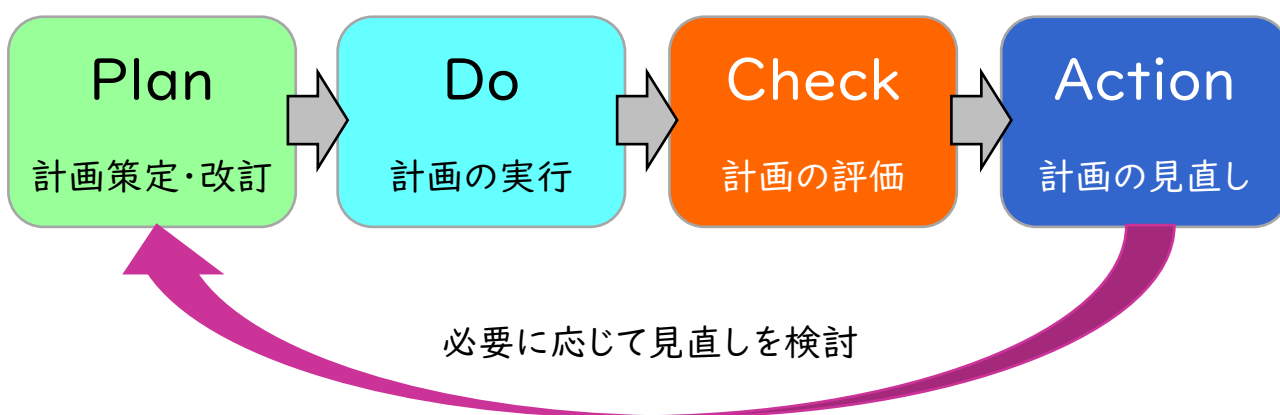 Plan
計画策定・改訂
Do
計画の実行
Check
計画の評価
Action
計画の見直し
必要に応じて見直しを検討